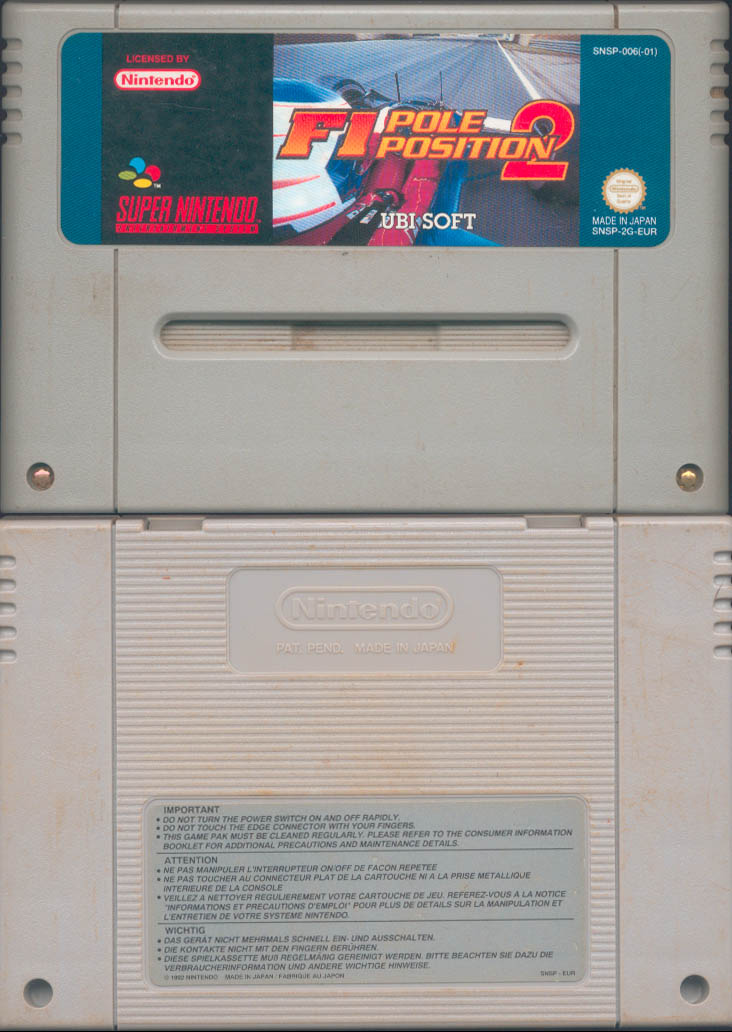 LICENSED BY
Nintendo®
SUPER NINTENDO
ENTERTAINMENT SYSTEM
TM
F1 POLE
POSITION 2
UBI SOFT
SNSP-006(-01)
Original
Nintendo
Seal of
Quality
MADE IN JAPAN
SNSP-2G-EUR
Nintendo
PAT. PEND. MADE IN JAPAN
IMPORTANT
• DO NOT TURN THE POWER SWITCH ON AND OFF RAPIDLY.
• DO NOT TOUCH THE EDGE CONNECTOR WITH YOUR FINGERS.
• THIS GAME PAK MUST BE CLEANED REGULARLY. PLEASE REFER TO THE CONSUMER INFORMATION
BOOKLET FOR ADDITIONAL PRECAUTIONS AND MAINTENANCE DETAILS.
ATTENTION
• NE PAS MANIPULER L'INTERRUPTEUR ON/OFF DE FACON REPETEE
• NE PAS TOUCHER AU CONNECTEUR PLAT DE LA CARTOUCHE NI A LA PRISE METALLIQUE
INTERIEURE DE LA CONSOLE
• VEILLEZ A NETTOYER REGULIEREMENT VOTRE CARTOUCHE DE JEU. REFEREZ-VOUS A LA NOTICE
"INFORMATIONS ET PRECAUTIONS D'EMPLOI" POUR PLUS DE DETAILS SUR LA MANIPULATION ET
L'ENTRETIEN DE VOTRE SYSTEME NINTENDO.
WICHTIG
• DAS GERÄT NICHT MEHRMALS SCHNELL EIN- UND AUSSCHALTEN.
• DIE KONTAKTE NICHT MIT DEN FINGERN BERÜHREN.
• DIESE SPIELKASSETTE MUß REGELMÄßIG GEREINIGT WERDEN. BITTE BEACHTEN SIE DAZU DIE
VERBRAUCHERINFORMATION UND ANDERE WICHTIGE HINWEISE.
© 1992 NINTENDO MADE IN JAPAN / FABRIQUE AU JAPON
SNSP - EUR